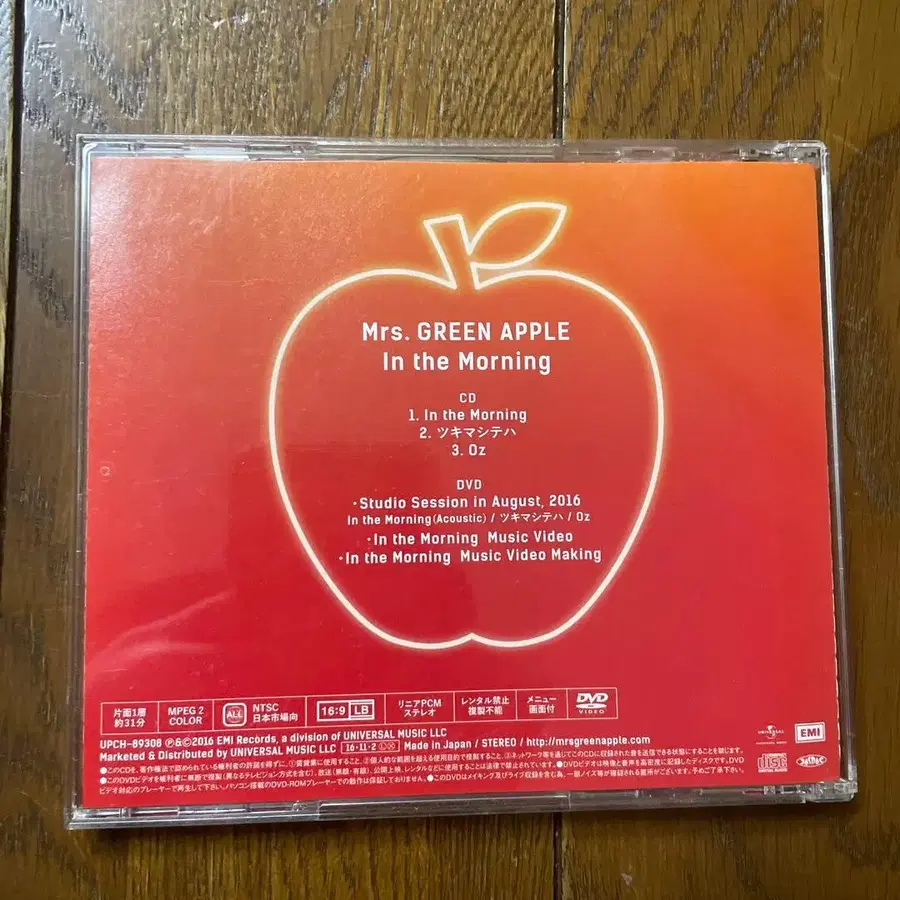 Mrs. GREEN APPLE
In the Morning
CD
1. In the Morning
2. ツキマシテハ
3. Oz
DVD
・Studio Session in August, 2016
In the Morning(Acoustic) / ツキマシテハ / Oz
・In the Morning Music Video
・In the Morning Music Video Making
片面1層 約31分
MPEG 2 COLOR
ALL
NTSC 日本市場向
16:9 LB
リニアPCM ステレオ
レンタル禁止 複製不能
メニュー 画面付
DVD VIDEO
UPCH-89308 ℗&©2016 EMI Records, a division of UNIVERSAL MUSIC LLC
Marketed & Distributed by UNIVERSAL MUSIC LLC 16・11・2 Made in Japan / STEREO / http://mrsgreenapple.com
UNIVERSAL
EMI
disc